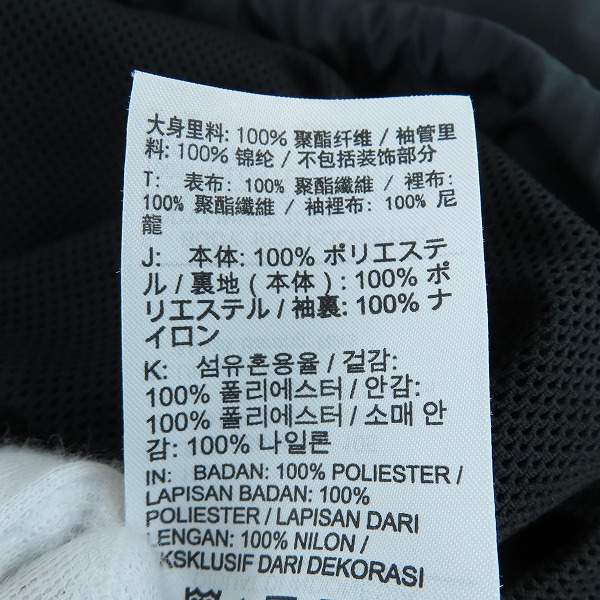 大身里料: 100% 聚酯纤维 / 袖管里
料: 100% 锦纶 / 不包括装饰部分
T: 表布: 100% 聚酯纖維 / 裡布:
100% 聚酯纖維 / 袖裡布: 100% 尼
龍
J: 本体: 100% ポリエステ
ル / 裏地 ( 本体 ) : 100% ポ
リエステル / 袖裏: 100% ナ
イロン
K: 섬유혼용율 / 겉감:
100% 폴리에스터 / 안감:
100% 폴리에스터 / 소매 안
감: 100% 나일론
IN: BADAN: 100% POLIESTER /
LAPISAN BADAN: 100%
POLIESTER / LAPISAN DARI
LENGAN: 100% NILON /
EKSKLUSIF DARI DEKORASI